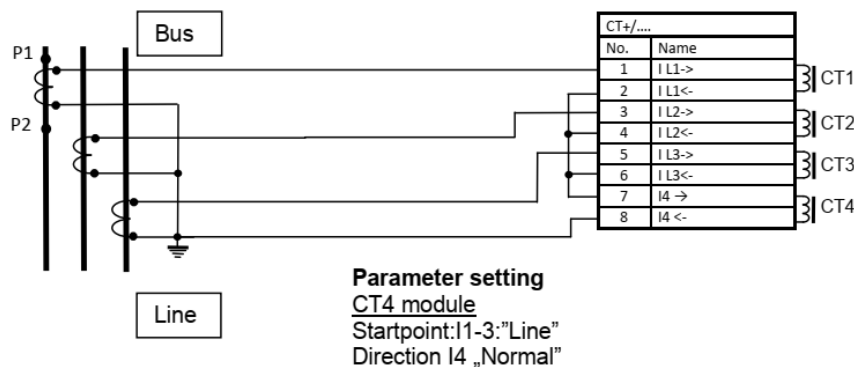 Bus
P1
P2
Line
CT+/....
No. Name
1 I L1->
2 I L1<-
3 I L2->
4 I L2<-
5 I L3->
6 I L3<-
7 I4 →
8 I4 <-
CT1
CT2
CT3
CT4
Parameter setting
CT4 module
Startpoint:I1-3:”Line”
Direction I4 „Normal”